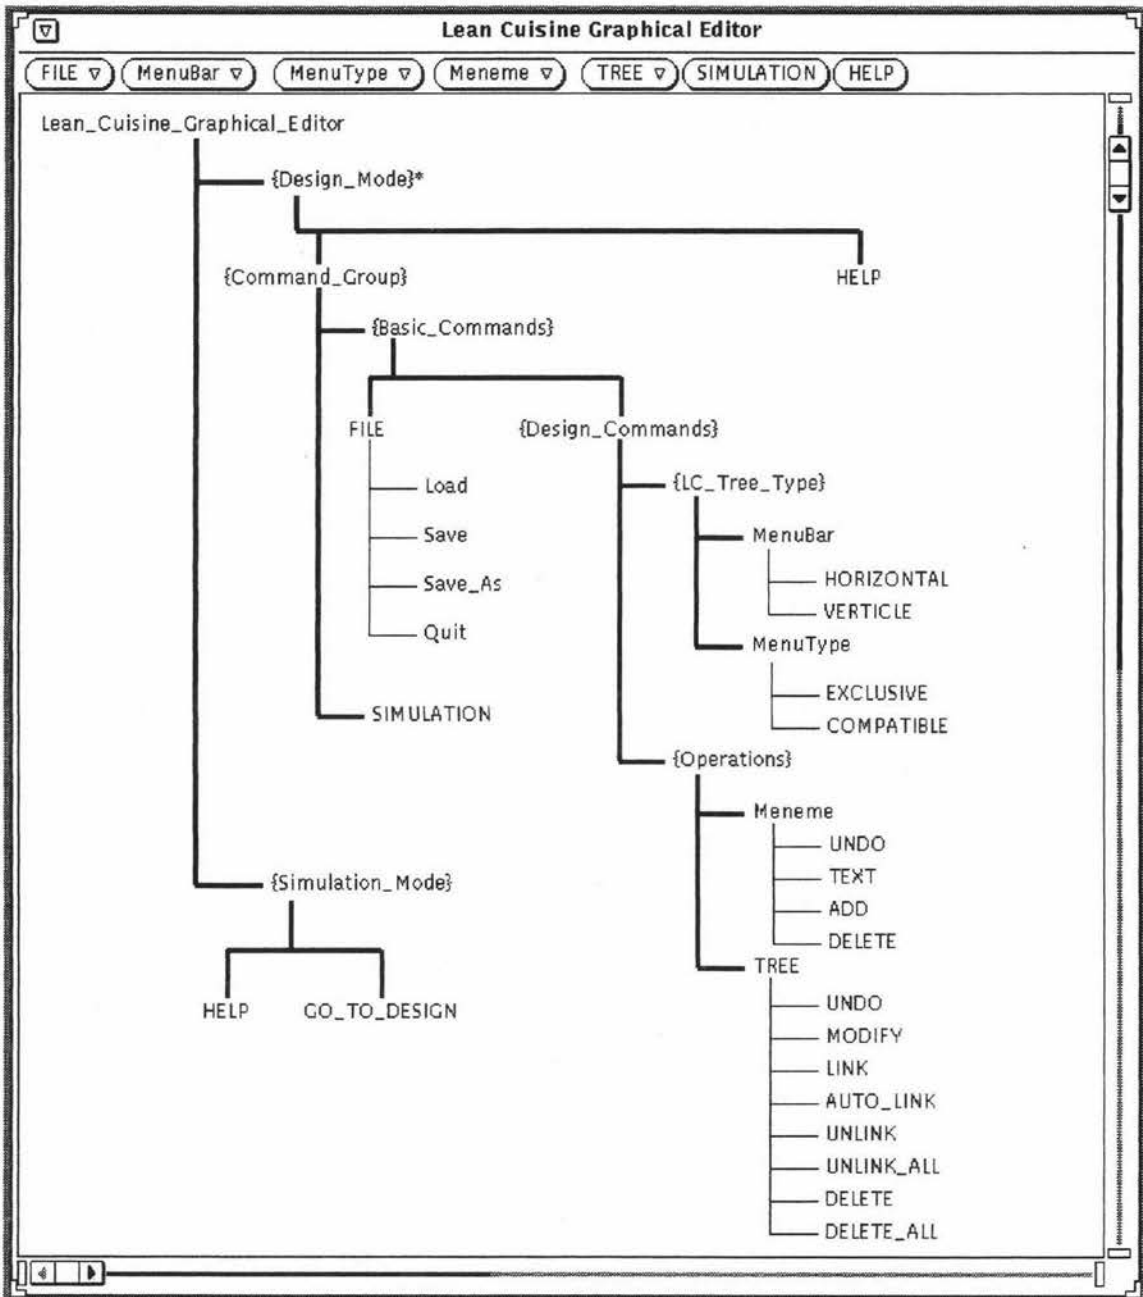 Lean Cuisine Graphical Editor
FILE MenuBar MenuType Meneme TREE SIMULATION HELP
Lean_Cuisine_Graphical_Editor
{Design_Mode}*
{Command_Group} HELP
{Basic_Commands}
FILE {Design_Commands}
Load {LC_Tree_Type}
Save MenuBar
Save_As HORIZONTAL
VERTICLE
Quit MenuType
EXCLUSIVE
SIMULATION COMPATIBLE
{Operations}
Meneme
UNDO
TEXT
{Simulation_Mode}
ADD
DELETE
TREE
HELP GO_TO_DESIGN UNDO
MODIFY
LINK
AUTO_LINK
UNLINK
UNLINK_ALL
DELETE
DELETE_ALL